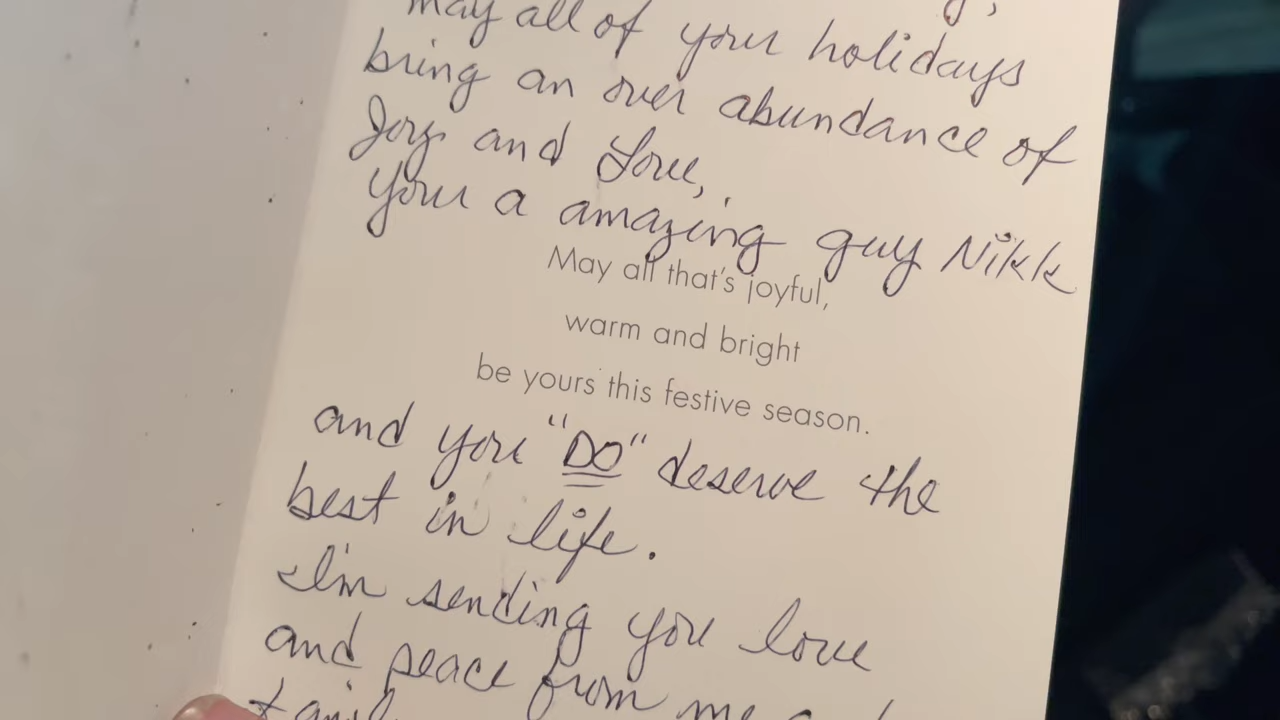 may all of your holidays
bring an over abundance of
Joy and Love,
Your a amazing guy Nikk
May all that's joyful,
warm and bright
be yours this festive season.
and you "DO" deserve the
best in life.
I'm sending you love
and peace from me